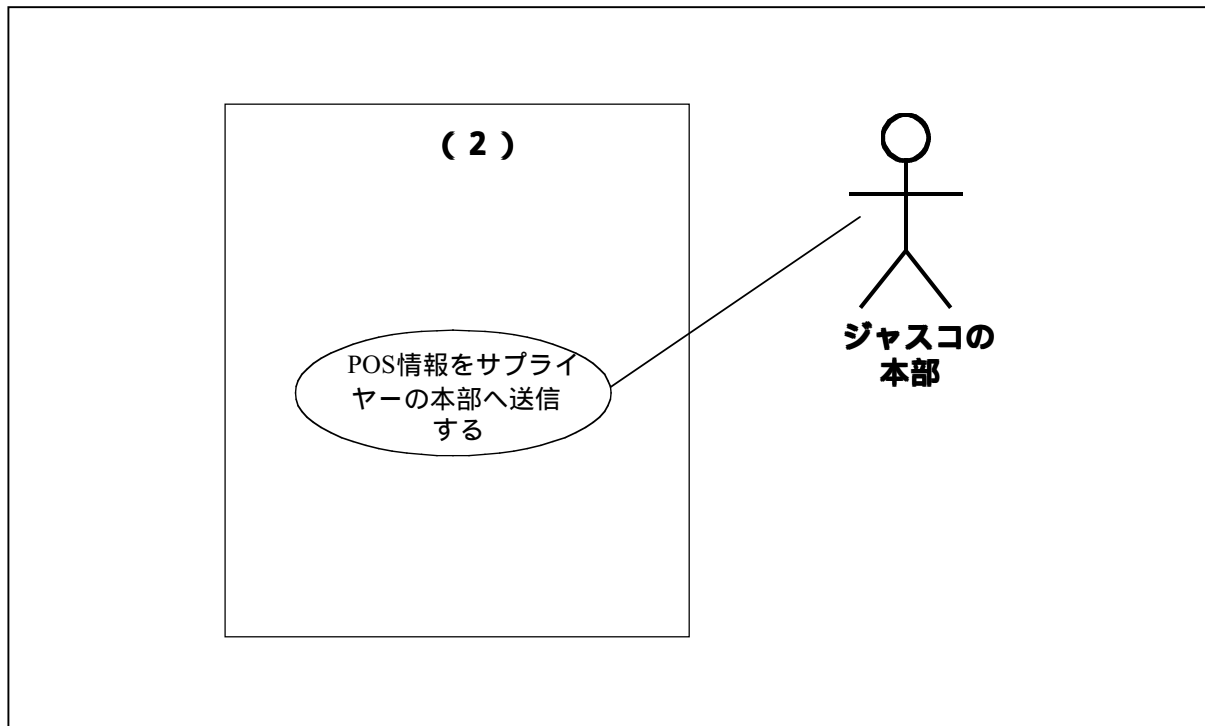 ( 2 )
POS情報をサプライ
ヤーの本部へ送信
する
ジャスコの
本部